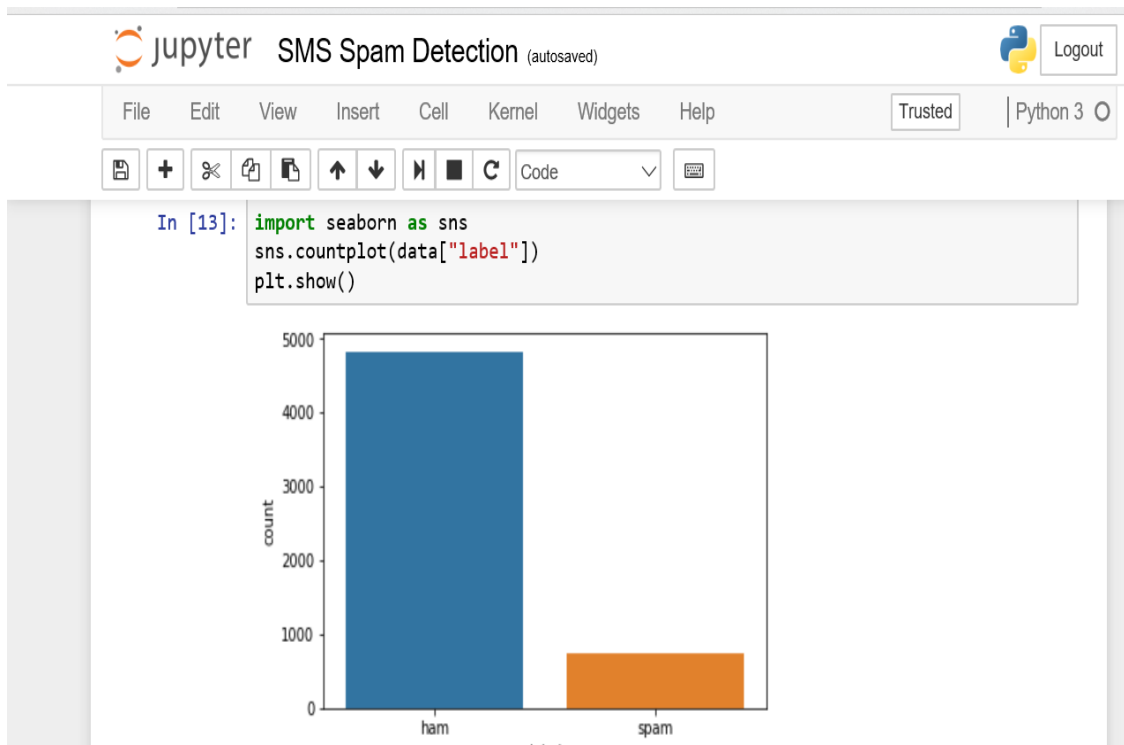 jupyter SMS Spam Detection (autosaved) Logout
File Edit View Insert Cell Kernel Widgets Help Trusted Python 3
Code
In [13]: import seaborn as sns
sns.countplot(data["label"])
plt.show()
5000
4000
3000
2000
1000
0
count
ham spam